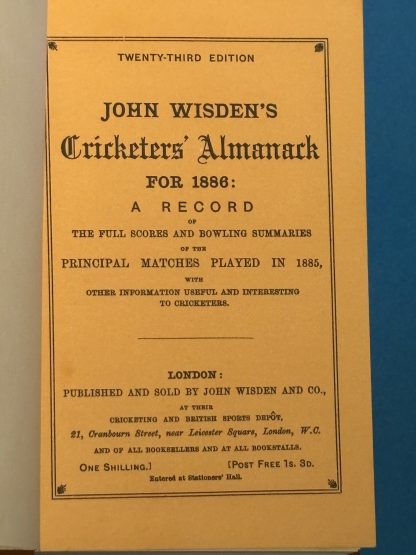 TWENTY-THIRD EDITION
JOHN WISDEN'S
Cricketers' Almanack
FOR 1886:
A RECORD
OF
THE FULL SCORES AND BOWLING SUMMARIES
OF THE
PRINCIPAL MATCHES PLAYED IN 1885,
WITH
OTHER INFORMATION USEFUL AND INTERESTING
TO CRICKETERS.
LONDON:
PUBLISHED AND SOLD BY JOHN WISDEN AND CO.,
AT THEIR
CRICKETING AND BRITISH SPORTS DEPÔT,
21, Cranbourn Street, near Leicester Square, London, W.C.
AND OF ALL BOOKSELLERS AND AT ALL BOOKSTALLS.
ONE SHILLING.] [POST FREE 1S. 3D.
Entered at Stationers' Hall.